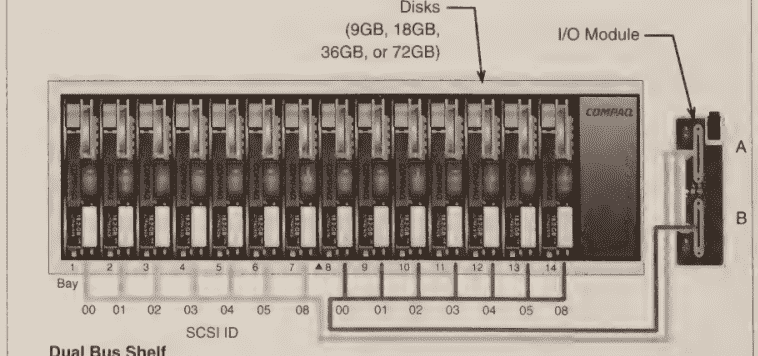 Disks
(9GB, 18GB,
36GB, or 72GB)
I/O Module
COMPAQ
A
B
1 2 3 4 5 6 7 ▲8 9 10 11 12 13 14
Bay
00 01 02 03 04 05 08 00 01 02 03 04 05 08
SCSI ID
Dual Bus Shelf